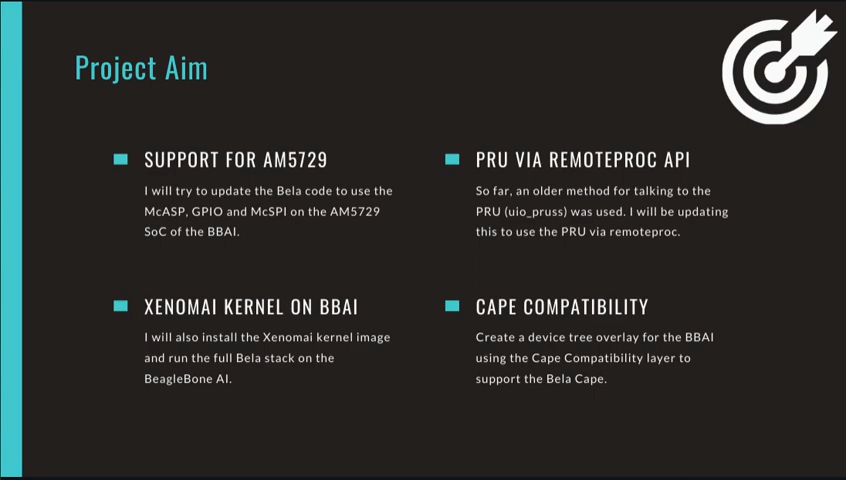 Project Aim
SUPPORT FOR AM5729
I will try to update the Bela code to use the
McASP, GPIO and McSPI on the AM5729
SoC of the BBAI.
PRU VIA REMOTEPROC API
So far, an older method for talking to the
PRU (uio_pruss) was used. I will be updating
this to use the PRU via remoteproc.
XENOMAI KERNEL ON BBAI
I will also install the Xenomai kernel image
and run the full Bela stack on the
BeagleBone AI.
CAPE COMPATIBILITY
Create a device tree overlay for the BBAI
using the Cape Compatibility layer to
support the Bela Cape.